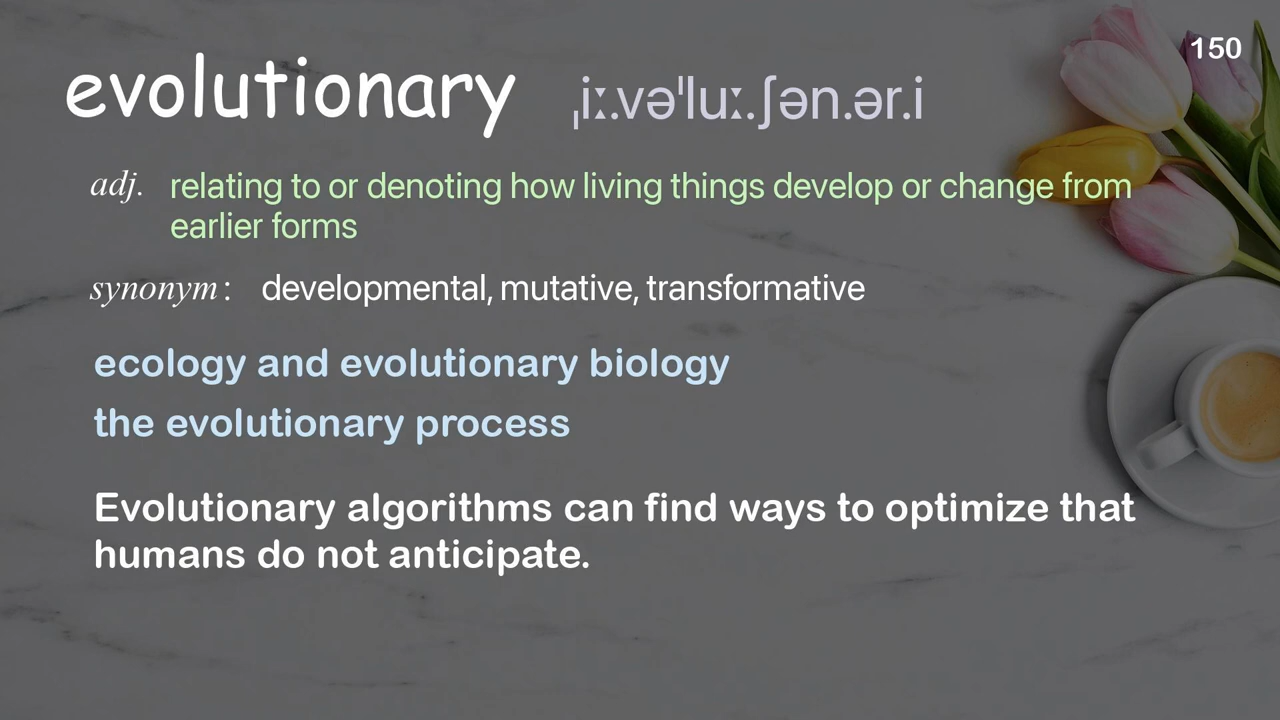 150
evolutionary ˌiː.vəˈluː.ʃən.ər.i
adj. relating to or denoting how living things develop or change from
earlier forms
synonym : developmental, mutative, transformative
ecology and evolutionary biology
the evolutionary process
Evolutionary algorithms can find ways to optimize that
humans do not anticipate.